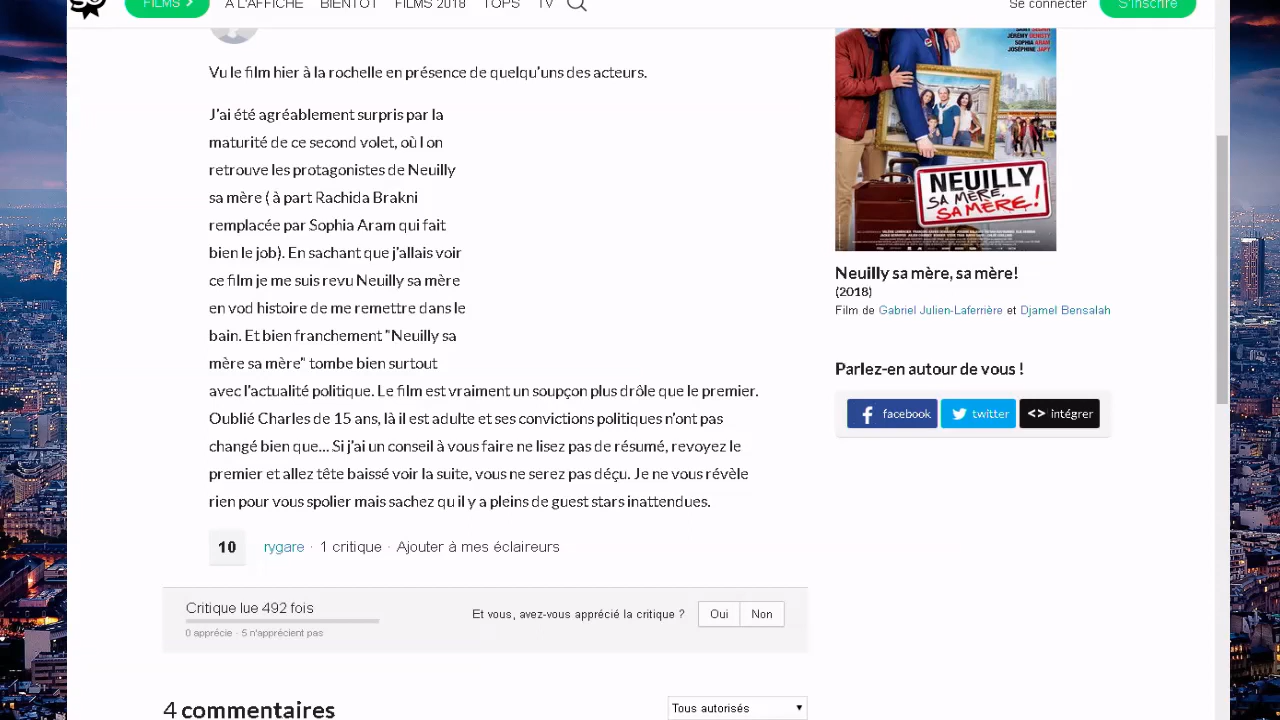 FILMS
À L'AFFICHE
BIENTÔT
FILMS 2018
TOPS
TV
Se connecter
S'inscrire
Vu le film hier à la rochelle en présence de quelqu'uns des acteurs.
J'ai été agréablement surpris par la
maturité de ce second volet, où l on
retrouve les protagonistes de Neuilly
sa mère ( à part Rachida Brakni
remplacée par Sophia Aram qui fait
bien le job). En sachant que j'allais voir
ce film je me suis revu Neuilly sa mère
en vod histoire de me remettre dans le
bain. Et bien franchement "Neuilly sa
mère sa mère" tombe bien surtout
avec l'actualité politique. Le film est vraiment un soupçon plus drôle que le premier.
Oublié Charles de 15 ans, là il est adulte et ses convictions politiques n'ont pas
changé bien que... Si j'ai un conseil à vous faire ne lisez pas de résumé, revoyez le
premier et allez tête baissé voir la suite, vous ne serez pas déçu. Je ne vous révèle
rien pour vous spolier mais sachez qu il y a pleins de guest stars inattendues.
10 rygare · 1 critique · Ajouter à mes éclaireurs
Critique lue 492 fois
0 apprécie · 5 n'apprécient pas
Et vous, avez-vous apprécié la critique ? Oui Non
4 commentaires
Tous autorisés
JÉRÉMY DENISTY
SOPHIA ARAM
JOSÉPHINE JAPY
NEUILLY
SA MÈRE,
SA MÈRE!
Neuilly sa mère, sa mère!
(2018)
Film de Gabriel Julien-Laferrière et Djamel Bensalah
Parlez-en autour de vous !
facebook
twitter
<> intégrer